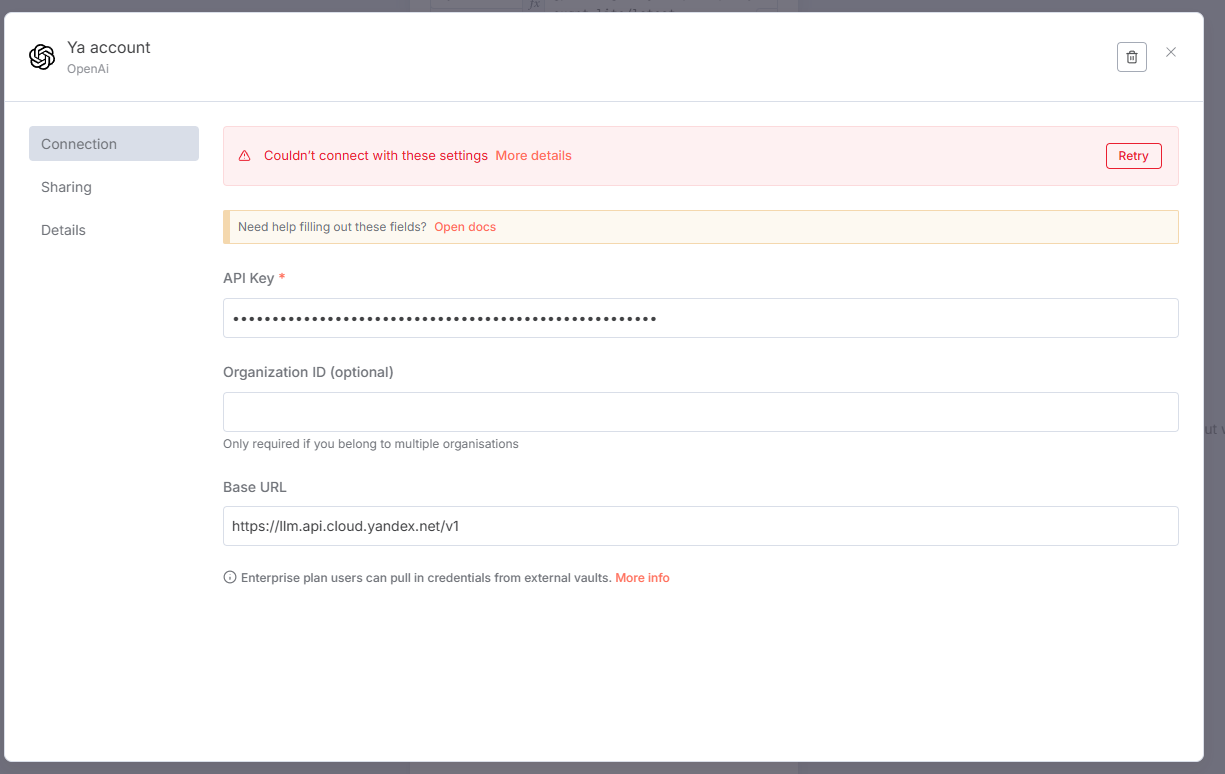 Ya account
OpenAi
Connection
Sharing
Details
Couldn't connect with these settings More details
Retry
Need help filling out these fields? Open docs
API Key *
••••••••••••••••••••••••••••••••••••••••••••••••••••••
Organization ID (optional)
Only required if you belong to multiple organisations
Base URL
https://llm.api.cloud.yandex.net/v1
Enterprise plan users can pull in credentials from external vaults. More info